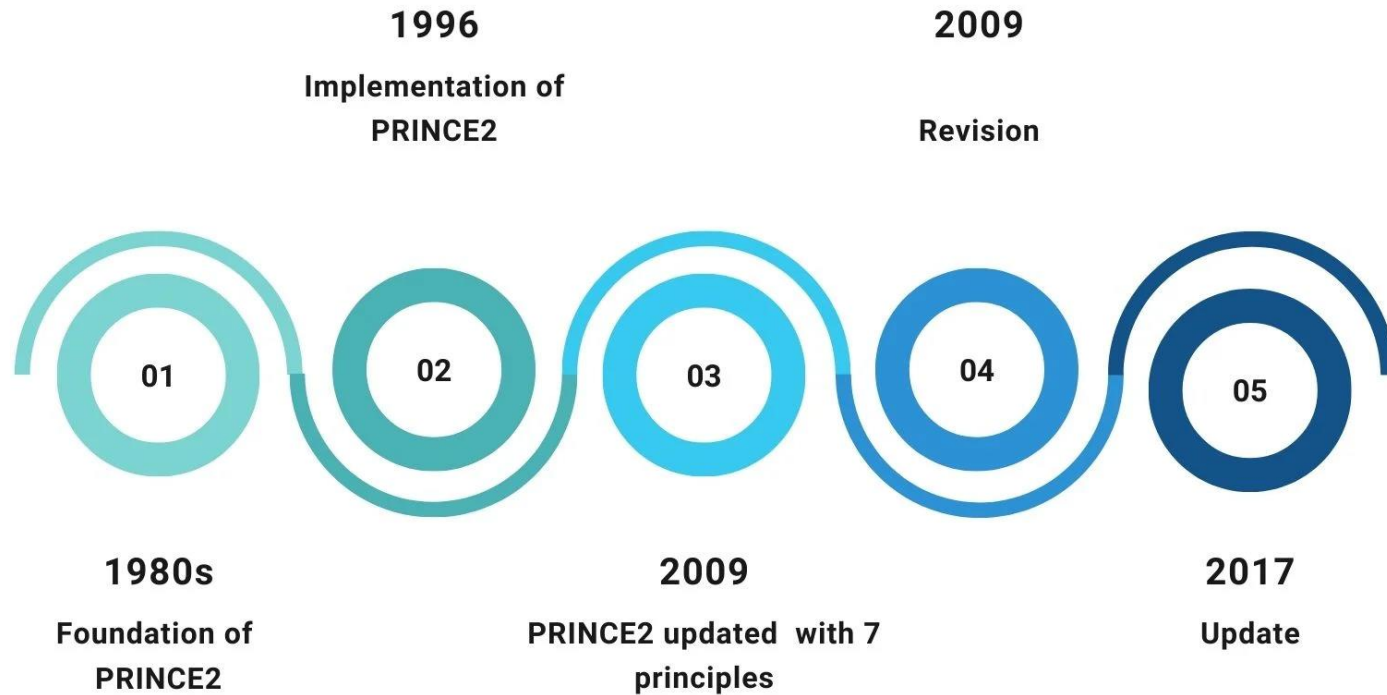 1996
Implementation of
PRINCE2
2009
Revision
01
02
03
04
05
1980s
Foundation of
PRINCE2
2009
PRINCE2 updated  with 7
principles
2017
Update